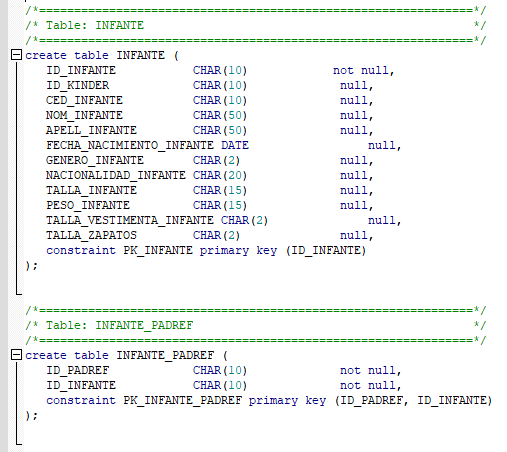 /*==============================================================*/
/* Table: INFANTE                                               */
/*==============================================================*/
create table INFANTE (
   ID_INFANTE           CHAR(10)            not null,
   ID_KINDER            CHAR(10)             null,
   CED_INFANTE          CHAR(10)             null,
   NOM_INFANTE          CHAR(50)             null,
   APELL_INFANTE        CHAR(50)             null,
   FECHA_NACIMIENTO_INFANTE DATE                 null,
   GENERO_INFANTE       CHAR(2)              null,
   NACIONALIDAD_INFANTE CHAR(20)             null,
   TALLA_INFANTE        CHAR(15)             null,
   PESO_INFANTE         CHAR(15)             null,
   TALLA_VESTIMENTA_INFANTE CHAR(2)              null,
   TALLA_ZAPATOS        CHAR(2)              null,
   constraint PK_INFANTE primary key (ID_INFANTE)
);
/*==============================================================*/
/* Table: INFANTE_PADREF                                        */
/*==============================================================*/
create table INFANTE_PADREF (
   ID_PADREF            CHAR(10)             not null,
   ID_INFANTE           CHAR(10)             not null,
   constraint PK_INFANTE_PADREF primary key (ID_PADREF, ID_INFANTE)
);